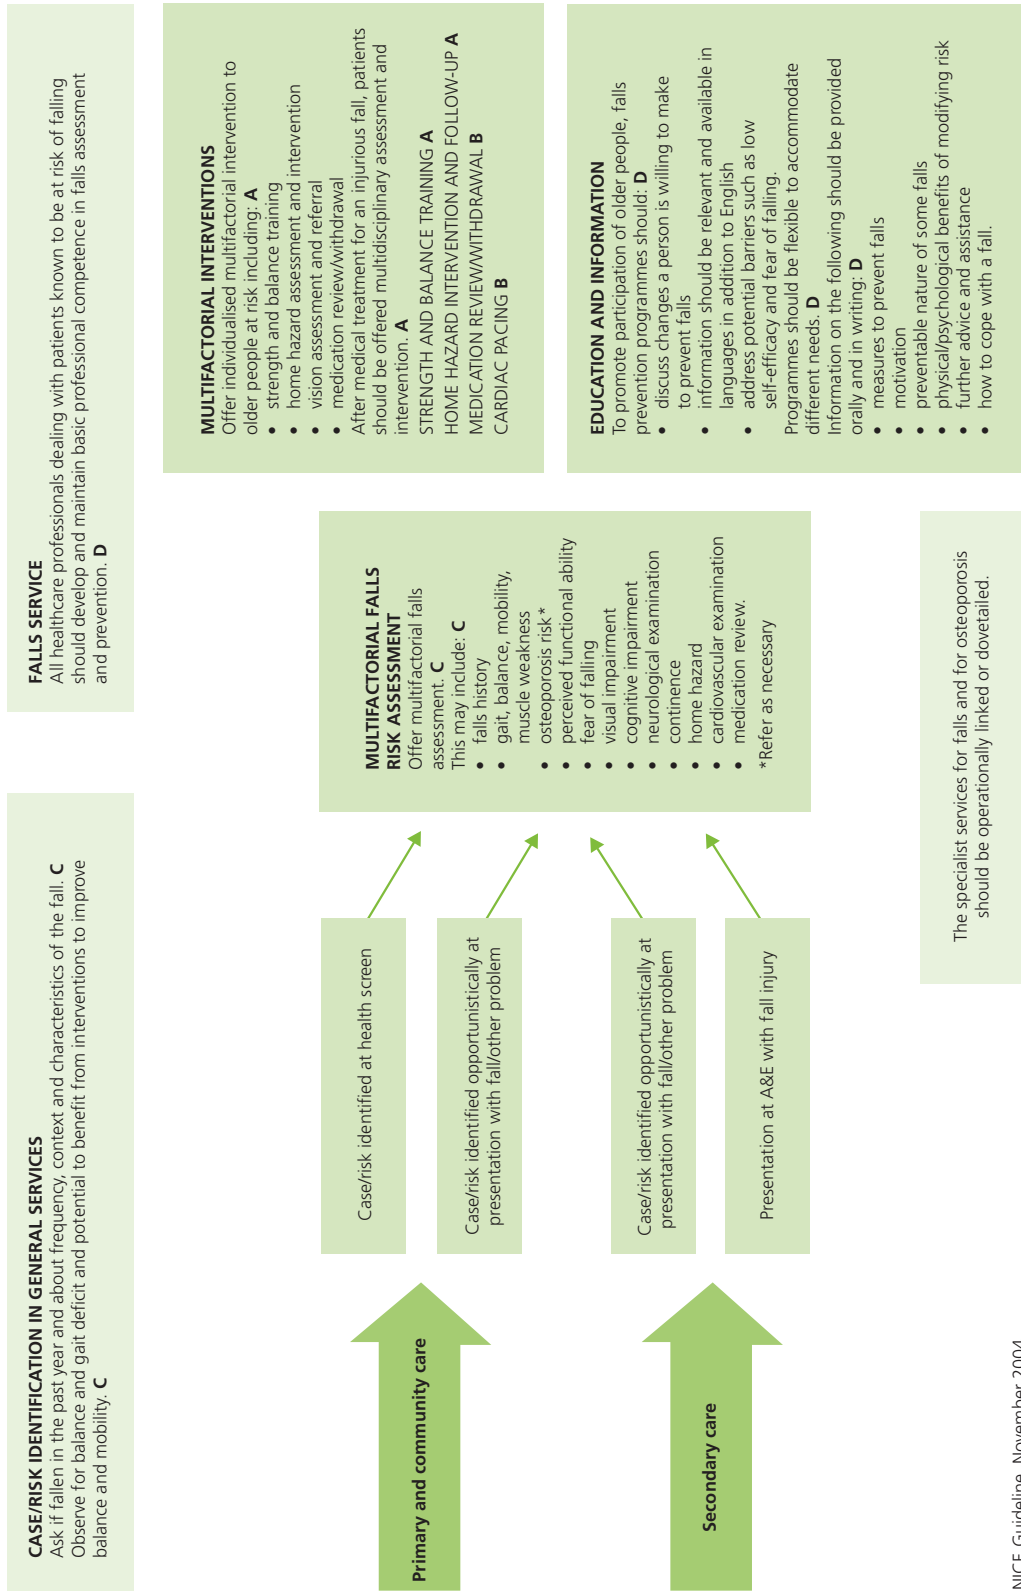 CASE/RISK IDENTIFICATION IN GENERAL SERVICES
Ask if fallen in the past year and about frequency, context and characteristics of the fall. C
Observe for balance and gait deficit and potential to benefit from interventions to improve
balance and mobility. C
FALLS SERVICE
All healthcare professionals dealing with patients known to be at risk of falling
should develop and maintain basic professional competence in falls assessment
and prevention. D
Primary and community care
Secondary care
Case/risk identified at health screen
Case/risk identified opportunistically at
presentation with fall/other problem
Case/risk identified opportunistically at
presentation with fall/other problem
Presentation at A&E with fall injury
MULTIFACTORIAL FALLS
RISK ASSESSMENT
Offer multifactorial falls
assessment. C
This may include: C
• falls history
• gait, balance, mobility,
muscle weakness
• osteoporosis risk*
• perceived functional ability
• fear of falling
• visual impairment
• cognitive impairment
• neurological examination
• continence
• home hazard
• cardiovascular examination
• medication review.
*Refer as necessary
MULTIFACTORIAL INTERVENTIONS
Offer individualised multifactorial intervention to
older people at risk including: A
• strength and balance training
• home hazard assessment and intervention
• vision assessment and referral
• medication review/withdrawal
After medical treatment for an injurious fall, patients
should be offered multidisciplinary assessment and
intervention. A
STRENGTH AND BALANCE TRAINING A
HOME HAZARD INTERVENTION AND FOLLOW-UP A
MEDICATION REVIEW/WITHDRAWAL B
CARDIAC PACING B
EDUCATION AND INFORMATION
To promote participation of older people, falls
prevention programmes should: D
• discuss changes a person is willing to make
to prevent falls
• information should be relevant and available in
languages in addition to English
• address potential barriers such as low
self-efficacy and fear of falling.
Programmes should be flexible to accommodate
different needs. D
Information on the following should be provided
orally and in writing: D
• measures to prevent falls
• motivation
• preventable nature of some falls
• physical/psychological benefits of modifying risk
• further advice and assistance
• how to cope with a fall.
The specialist services for falls and for osteoporosis
should be operationally linked or dovetailed.
NICE Guideline, November 2004